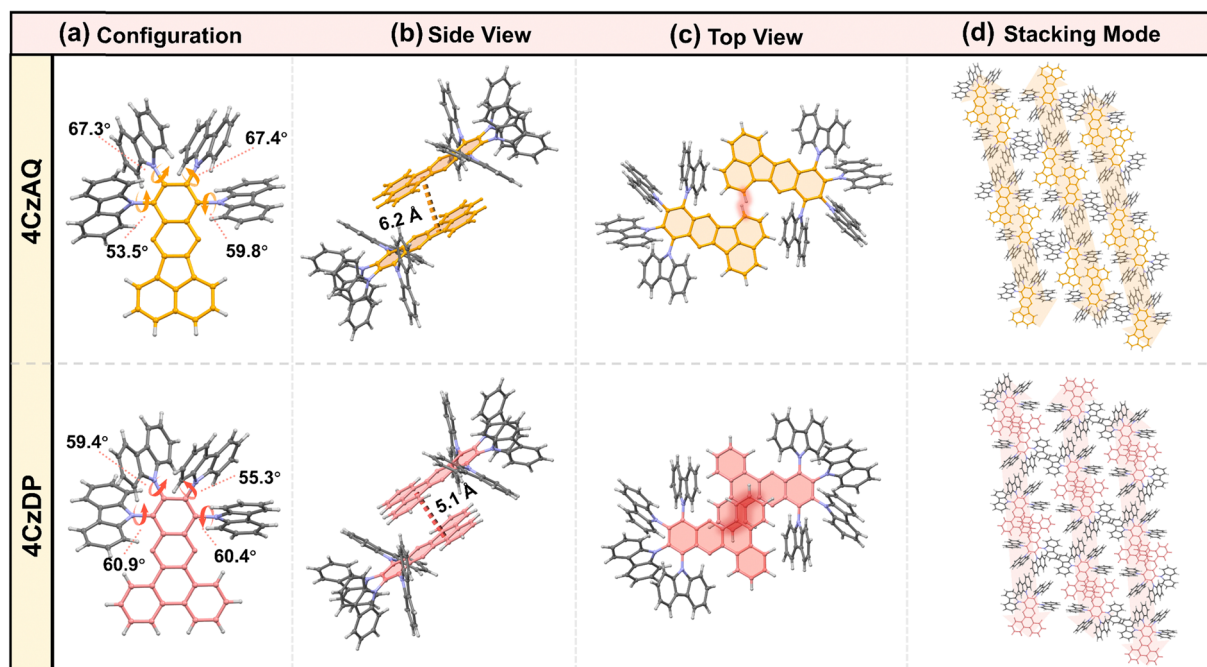 (a) Configuration
(b) Side View
(c) Top View
(d) Stacking Mode
4CzAQ
67.3°
67.4°
53.5°
59.8°
6.2 Å
4CzDP
59.4°
55.3°
60.9°
60.4°
5.1 Å